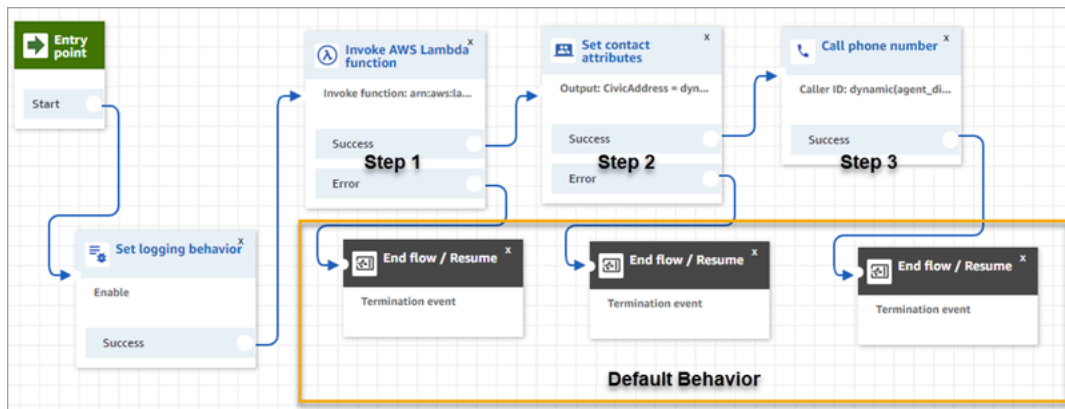 Entry
point
Start
Set logging behavior
x
Enable
Success
Invoke AWS Lambda
function
x
Invoke function: arn:aws:la...
Success
Step 1
Error
Set contact
attributes
x
Output: CivicAddress = dyn...
Success
Step 2
Error
Call phone number
x
Caller ID: dynamic(agent_di...
Success
Step 3
End flow / Resume
x
Termination event
End flow / Resume
x
Termination event
End flow / Resume
x
Termination event
Default Behavior